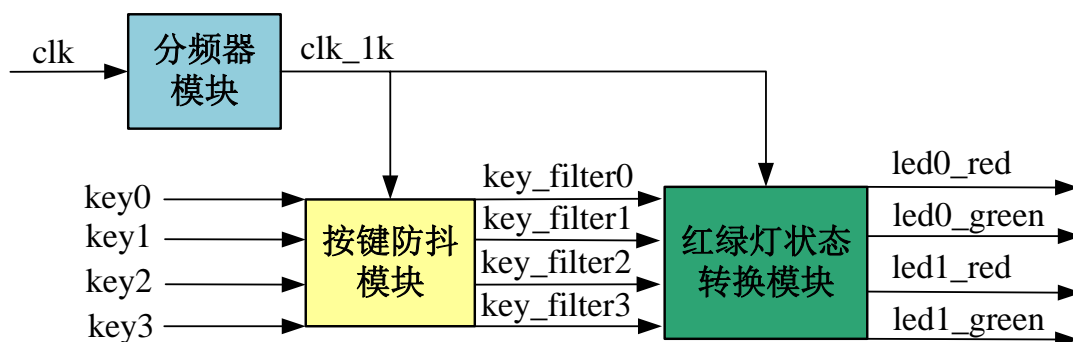 clk
分频器
模块
clk_1k
key0
key1
key2
key3
按键防抖
模块
key_filter0
key_filter1
key_filter2
key_filter3
红绿灯状态
转换模块
led0_red
led0_green
led1_red
led1_green